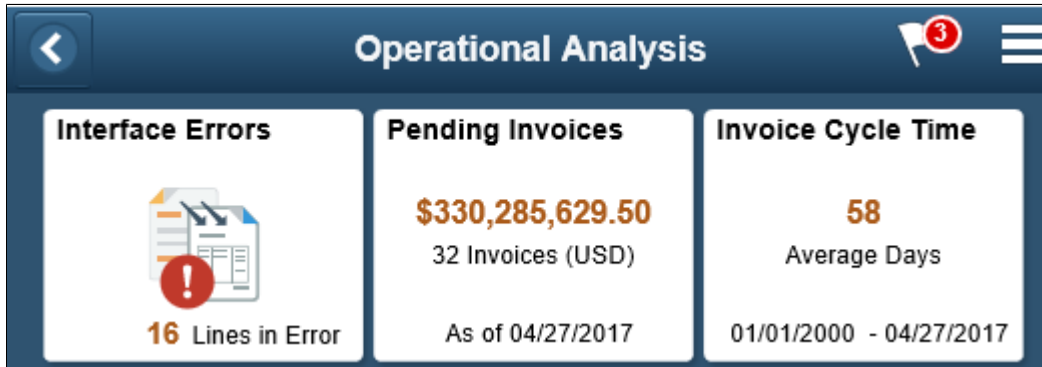 Operational Analysis
3
Interface Errors
!
16 Lines in Error
Pending Invoices
$330,285,629.50
32 Invoices (USD)
As of 04/27/2017
Invoice Cycle Time
58
Average Days
01/01/2000 - 04/27/2017